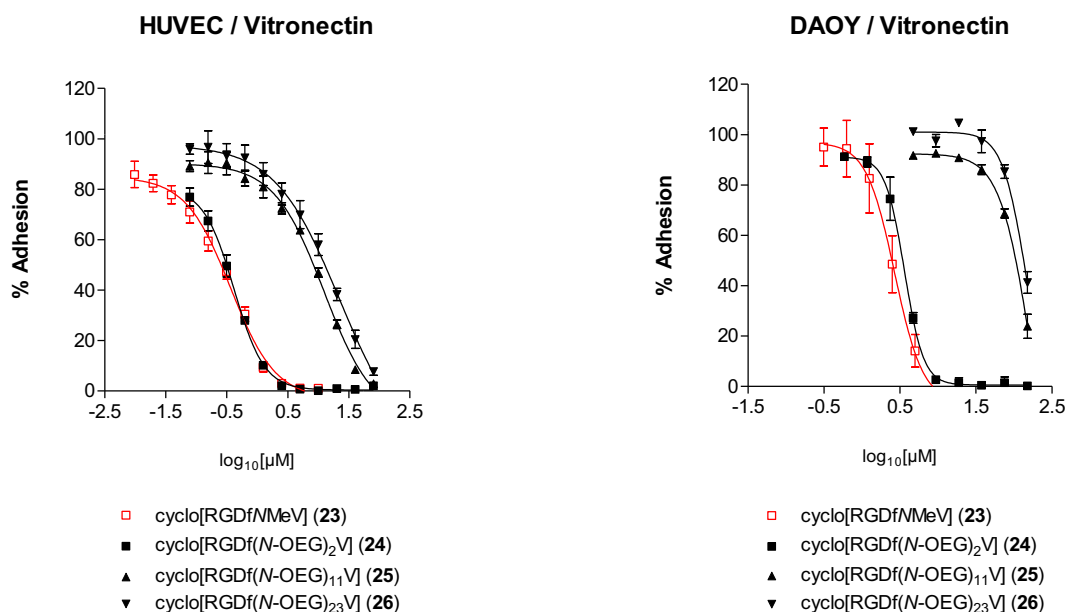 HUVEC / Vitronectin
% Adhesion
120
100
80
60
40
20
0
-2.5 -1.5 -0.5 0.5 1.5 2.5
log₁₀[µM]
cyclo[RGDfNMeV] (23)
cyclo[RGDf(N-OEG)₂V] (24)
cyclo[RGDf(N-OEG)₁₁V] (25)
cyclo[RGDf(N-OEG)₂₃V] (26)
DAOY / Vitronectin
% Adhesion
120
100
80
60
40
20
0
-1.5 -0.5 0.5 1.5 2.5
log₁₀[µM]
cyclo[RGDfNMeV] (23)
cyclo[RGDf(N-OEG)₂V] (24)
cyclo[RGDf(N-OEG)₁₁V] (25)
cyclo[RGDf(N-OEG)₂₃V] (26)